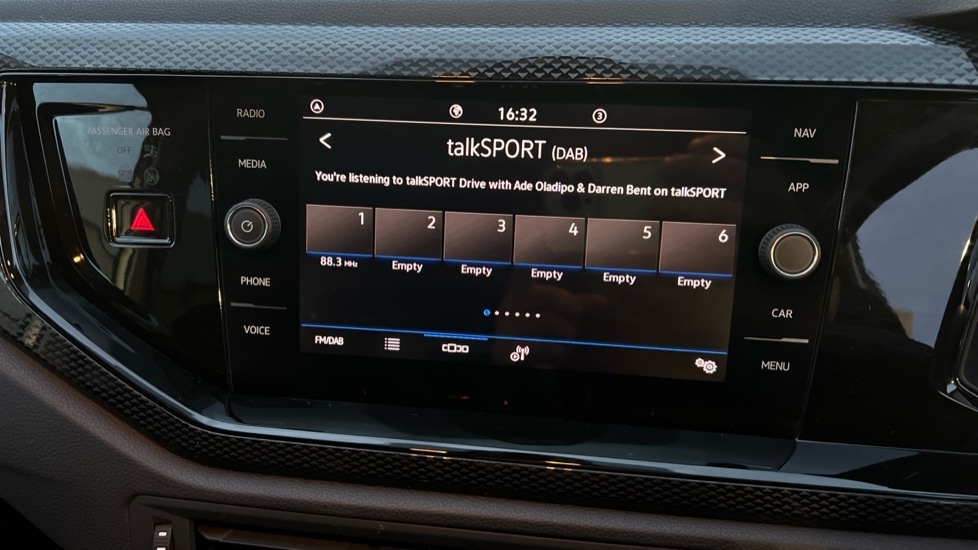 PASSENGER AIR BAG
OFF
RADIO
MEDIA
PHONE
VOICE
16:32
3
talkSPORT (DAB)
You're listening to talkSPORT Drive with Ade Oladipo & Darren Bent on talkSPORT
1 2 3 4 5 6
88.3 MHz Empty Empty Empty Empty Empty
FM/DAB
NAV
APP
CAR
MENU